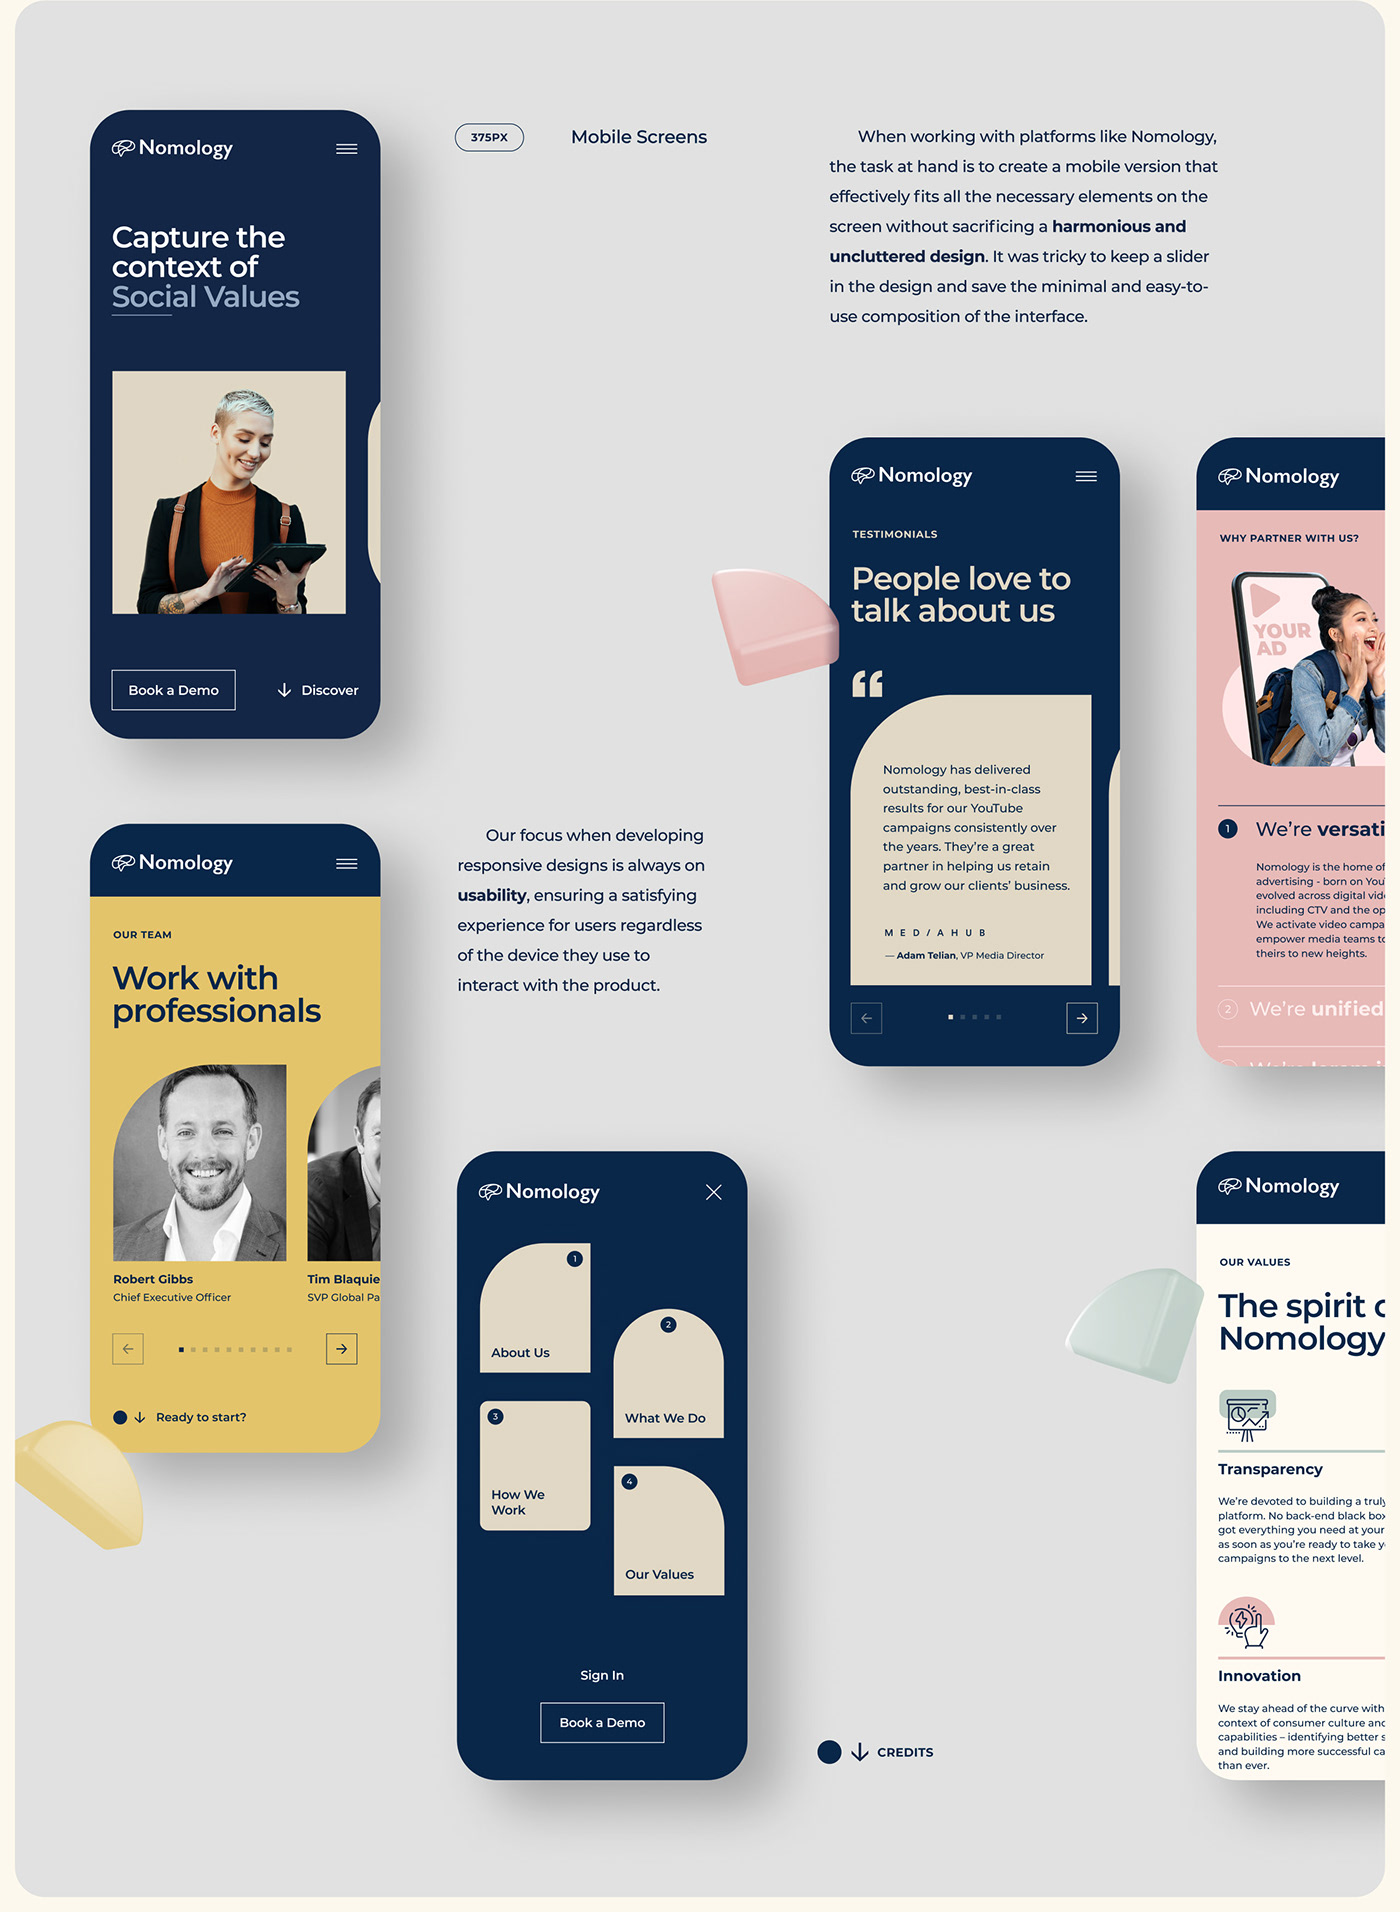 Nomology
Capture the
context of
Social Values
Book a Demo
Discover
375PX
Mobile Screens
When working with platforms like Nomology,
the task at hand is to create a mobile version that
effectively fits all the necessary elements on the
screen without sacrificing a harmonious and
uncluttered design. It was tricky to keep a slider
in the design and save the minimal and easy-to-
use composition of the interface.
Nomology
TESTIMONIALS
People love to
talk about us
“
Nomology has delivered
outstanding, best-in-class
results for our YouTube
campaigns consistently over
the years. They’re a great
partner in helping us retain
and grow our clients’ business.
MED/AHUB
— Adam Telian, VP Media Director
Nomology
WHY PARTNER WITH US?
YOUR
AD
1
We’re versati
Nomology is the home of
advertising - born on You
evolved across digital vide
including CTV and the op
We activate video campa
empower media teams to
theirs to new heights.
2
We’re unified
Nomology
OUR TEAM
Work with
professionals
Robert Gibbs
Chief Executive Officer
Tim Blaquie
SVP Global Pa
Ready to start?
Our focus when developing
responsive designs is always on
usability, ensuring a satisfying
experience for users regardless
of the device they use to
interact with the product.
Nomology
1
About Us
2
What We Do
3
How We
Work
4
Our Values
Sign In
Book a Demo
CREDITS
Nomology
OUR VALUES
The spirit o
Nomology
Transparency
We’re devoted to building a truly
platform. No back-end black box
got everything you need at your
as soon as you’re ready to take y
campaigns to the next level.
Innovation
We stay ahead of the curve with
context of consumer culture and
capabilities – identifying better s
and building more successful ca
than ever.